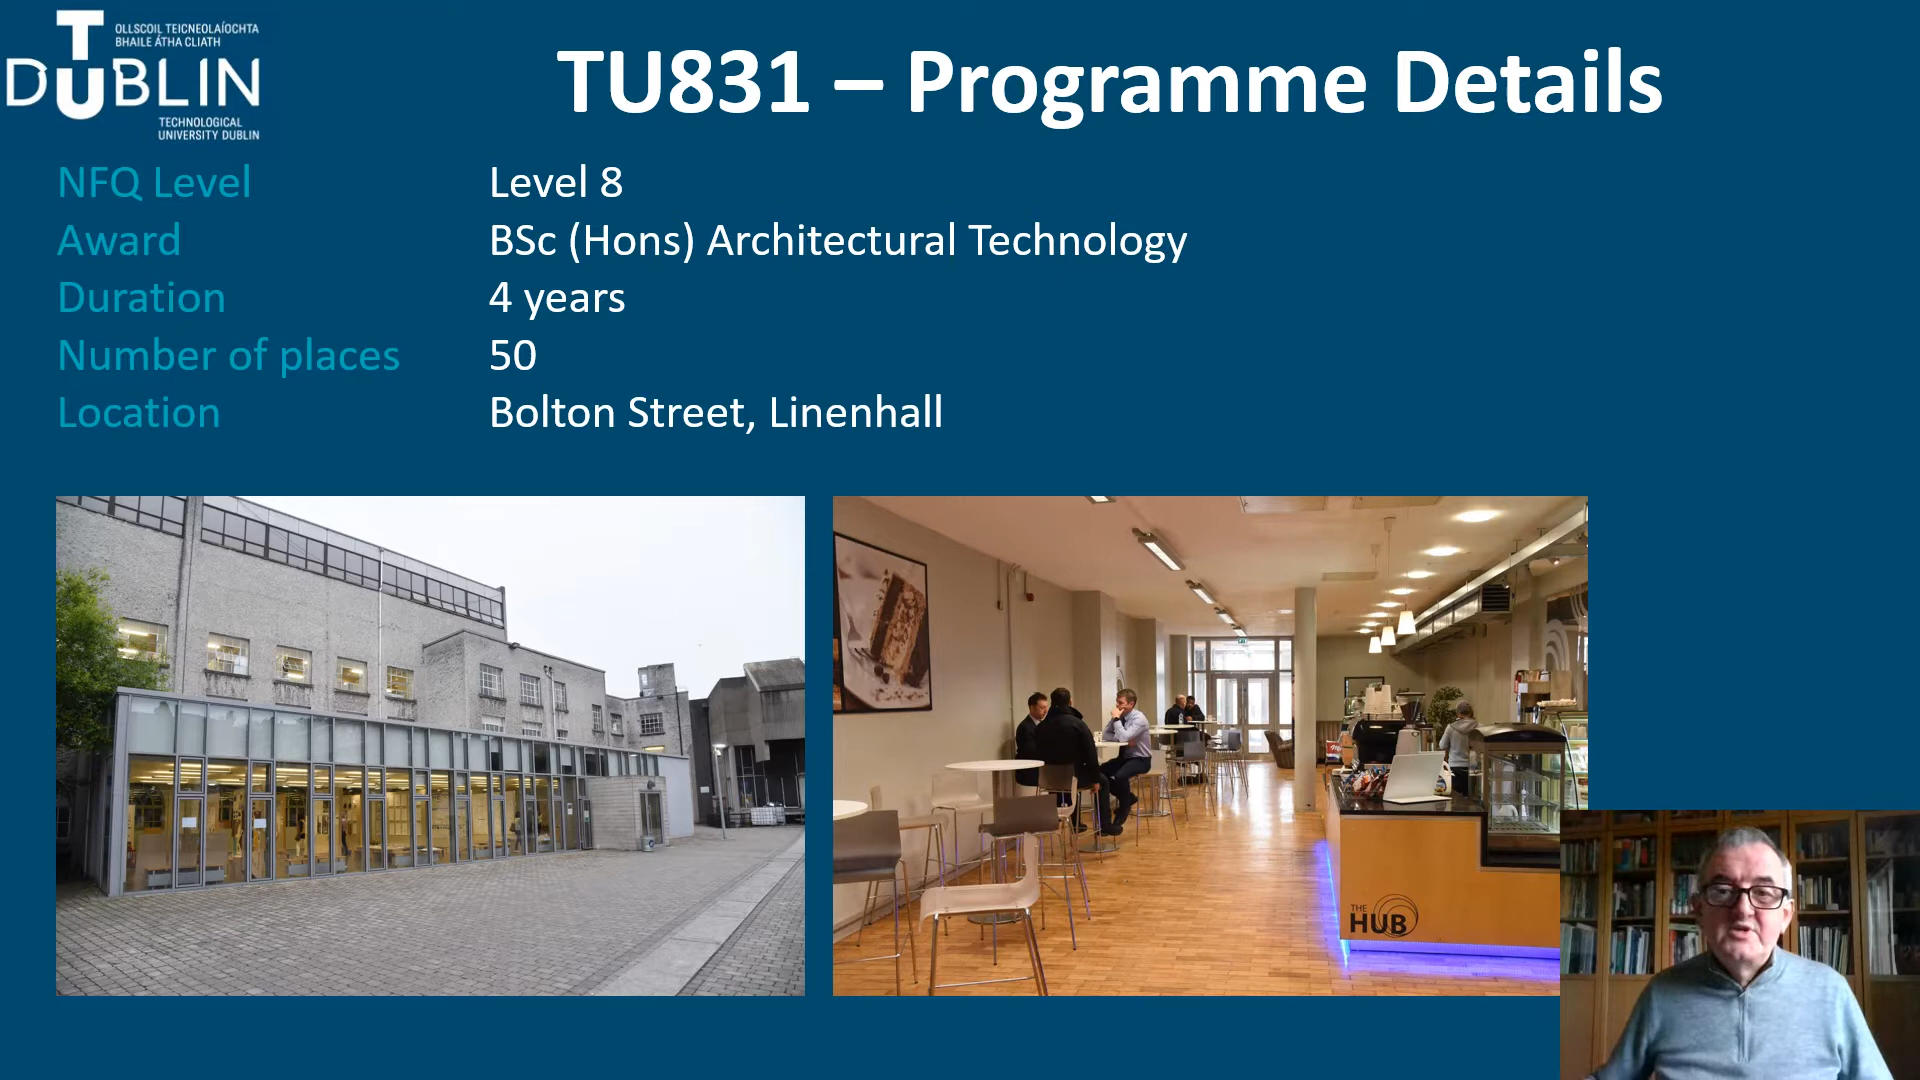 OLLSCOIL TEICNEOLAÍOCHTA
BHAILE ÁTHA CLIATH
TU DUBLIN
TECHNOLOGICAL
UNIVERSITY DUBLIN
TU831 – Programme Details
NFQ Level Level 8
Award BSc (Hons) Architectural Technology
Duration 4 years
Number of places 50
Location Bolton Street, Linenhall
THE
HUB